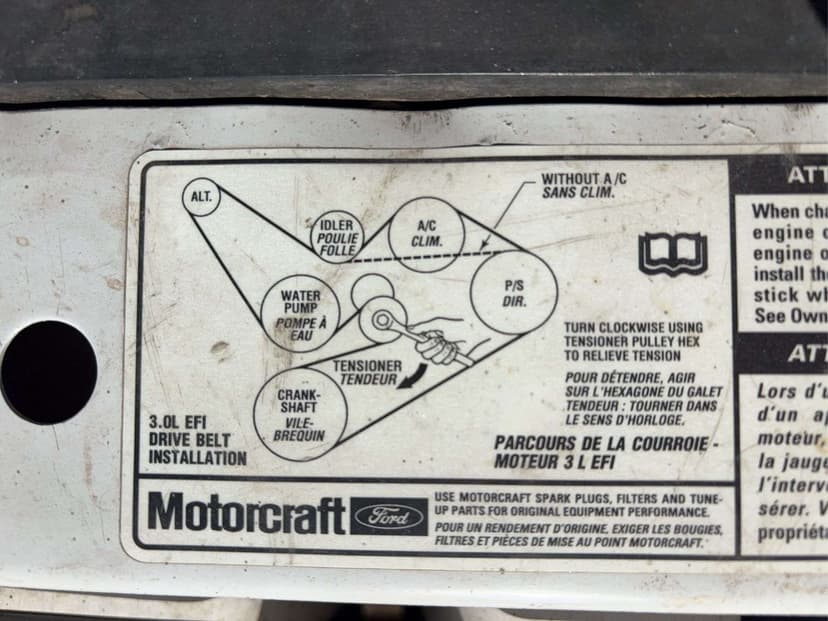 ALT.
IDLER
POULIE
FOLLE
A/C
CLIM.
WITHOUT A/C
SANS CLIM.
P/S
DIR.
WATER
PUMP
POMPE À
EAU
TENSIONER
TENDEUR
CRANK-
SHAFT
VILE-
BREQUIN
TURN CLOCKWISE USING
TENSIONER PULLEY HEX
TO RELIEVE TENSION
POUR DÉTENDRE, AGIR
SUR L'HEXAGONE DU GALET
TENDEUR : TOURNER DANS
LE SENS D'HORLOGE.
3.0L EFI
DRIVE BELT
INSTALLATION
PARCOURS DE LA COURROIE -
MOTEUR 3 L EFI
Motorcraft
Ford
USE MOTORCRAFT SPARK PLUGS, FILTERS AND TUNE-
UP PARTS FOR ORIGINAL EQUIPMENT PERFORMANCE.
POUR UN RENDEMENT D'ORIGINE, EXIGER LES BOUGIES,
FILTRES ET PIÈCES DE MISE AU POINT MOTORCRAFT.
ATT
When cha
engine o
engine o
install the
stick wh
See Own
ATT
Lors d'u
d'un ap
moteur,
la jauge
l'interv
sérer. V
propriéta